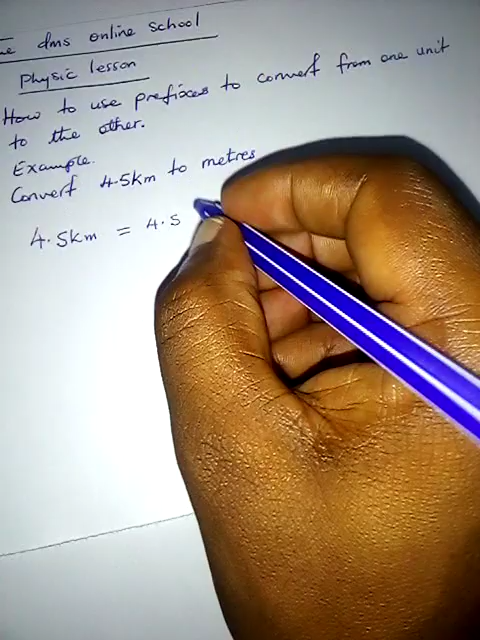 dms online school
Physic lesson
How to use prefixes to convert from one unit
to the other.
Example.
Convert 4.5km to metres
4.5km = 4.5